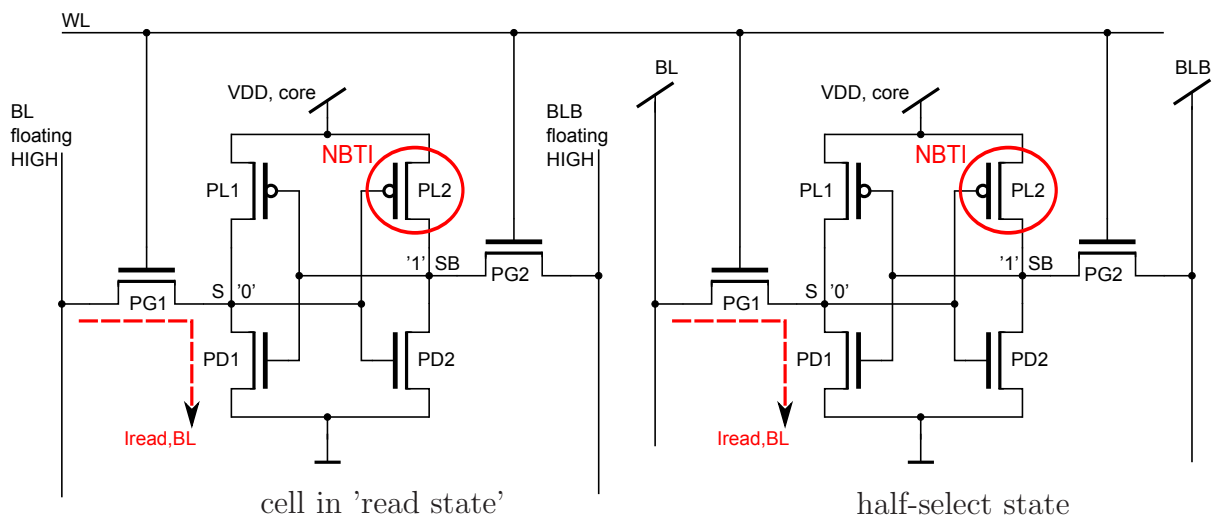 WL
BL
floating
HIGH
VDD, core
NBTI
PL1
PL2
BLB
floating
HIGH
'1' SB
PG2
S '0'
PG1
PD1
PD2
Iread,BL
cell in 'read state'
BL
VDD, core
BLB
NBTI
PL1
PL2
'1' SB
PG2
S '0'
PG1
PD1
PD2
Iread,BL
half-select state